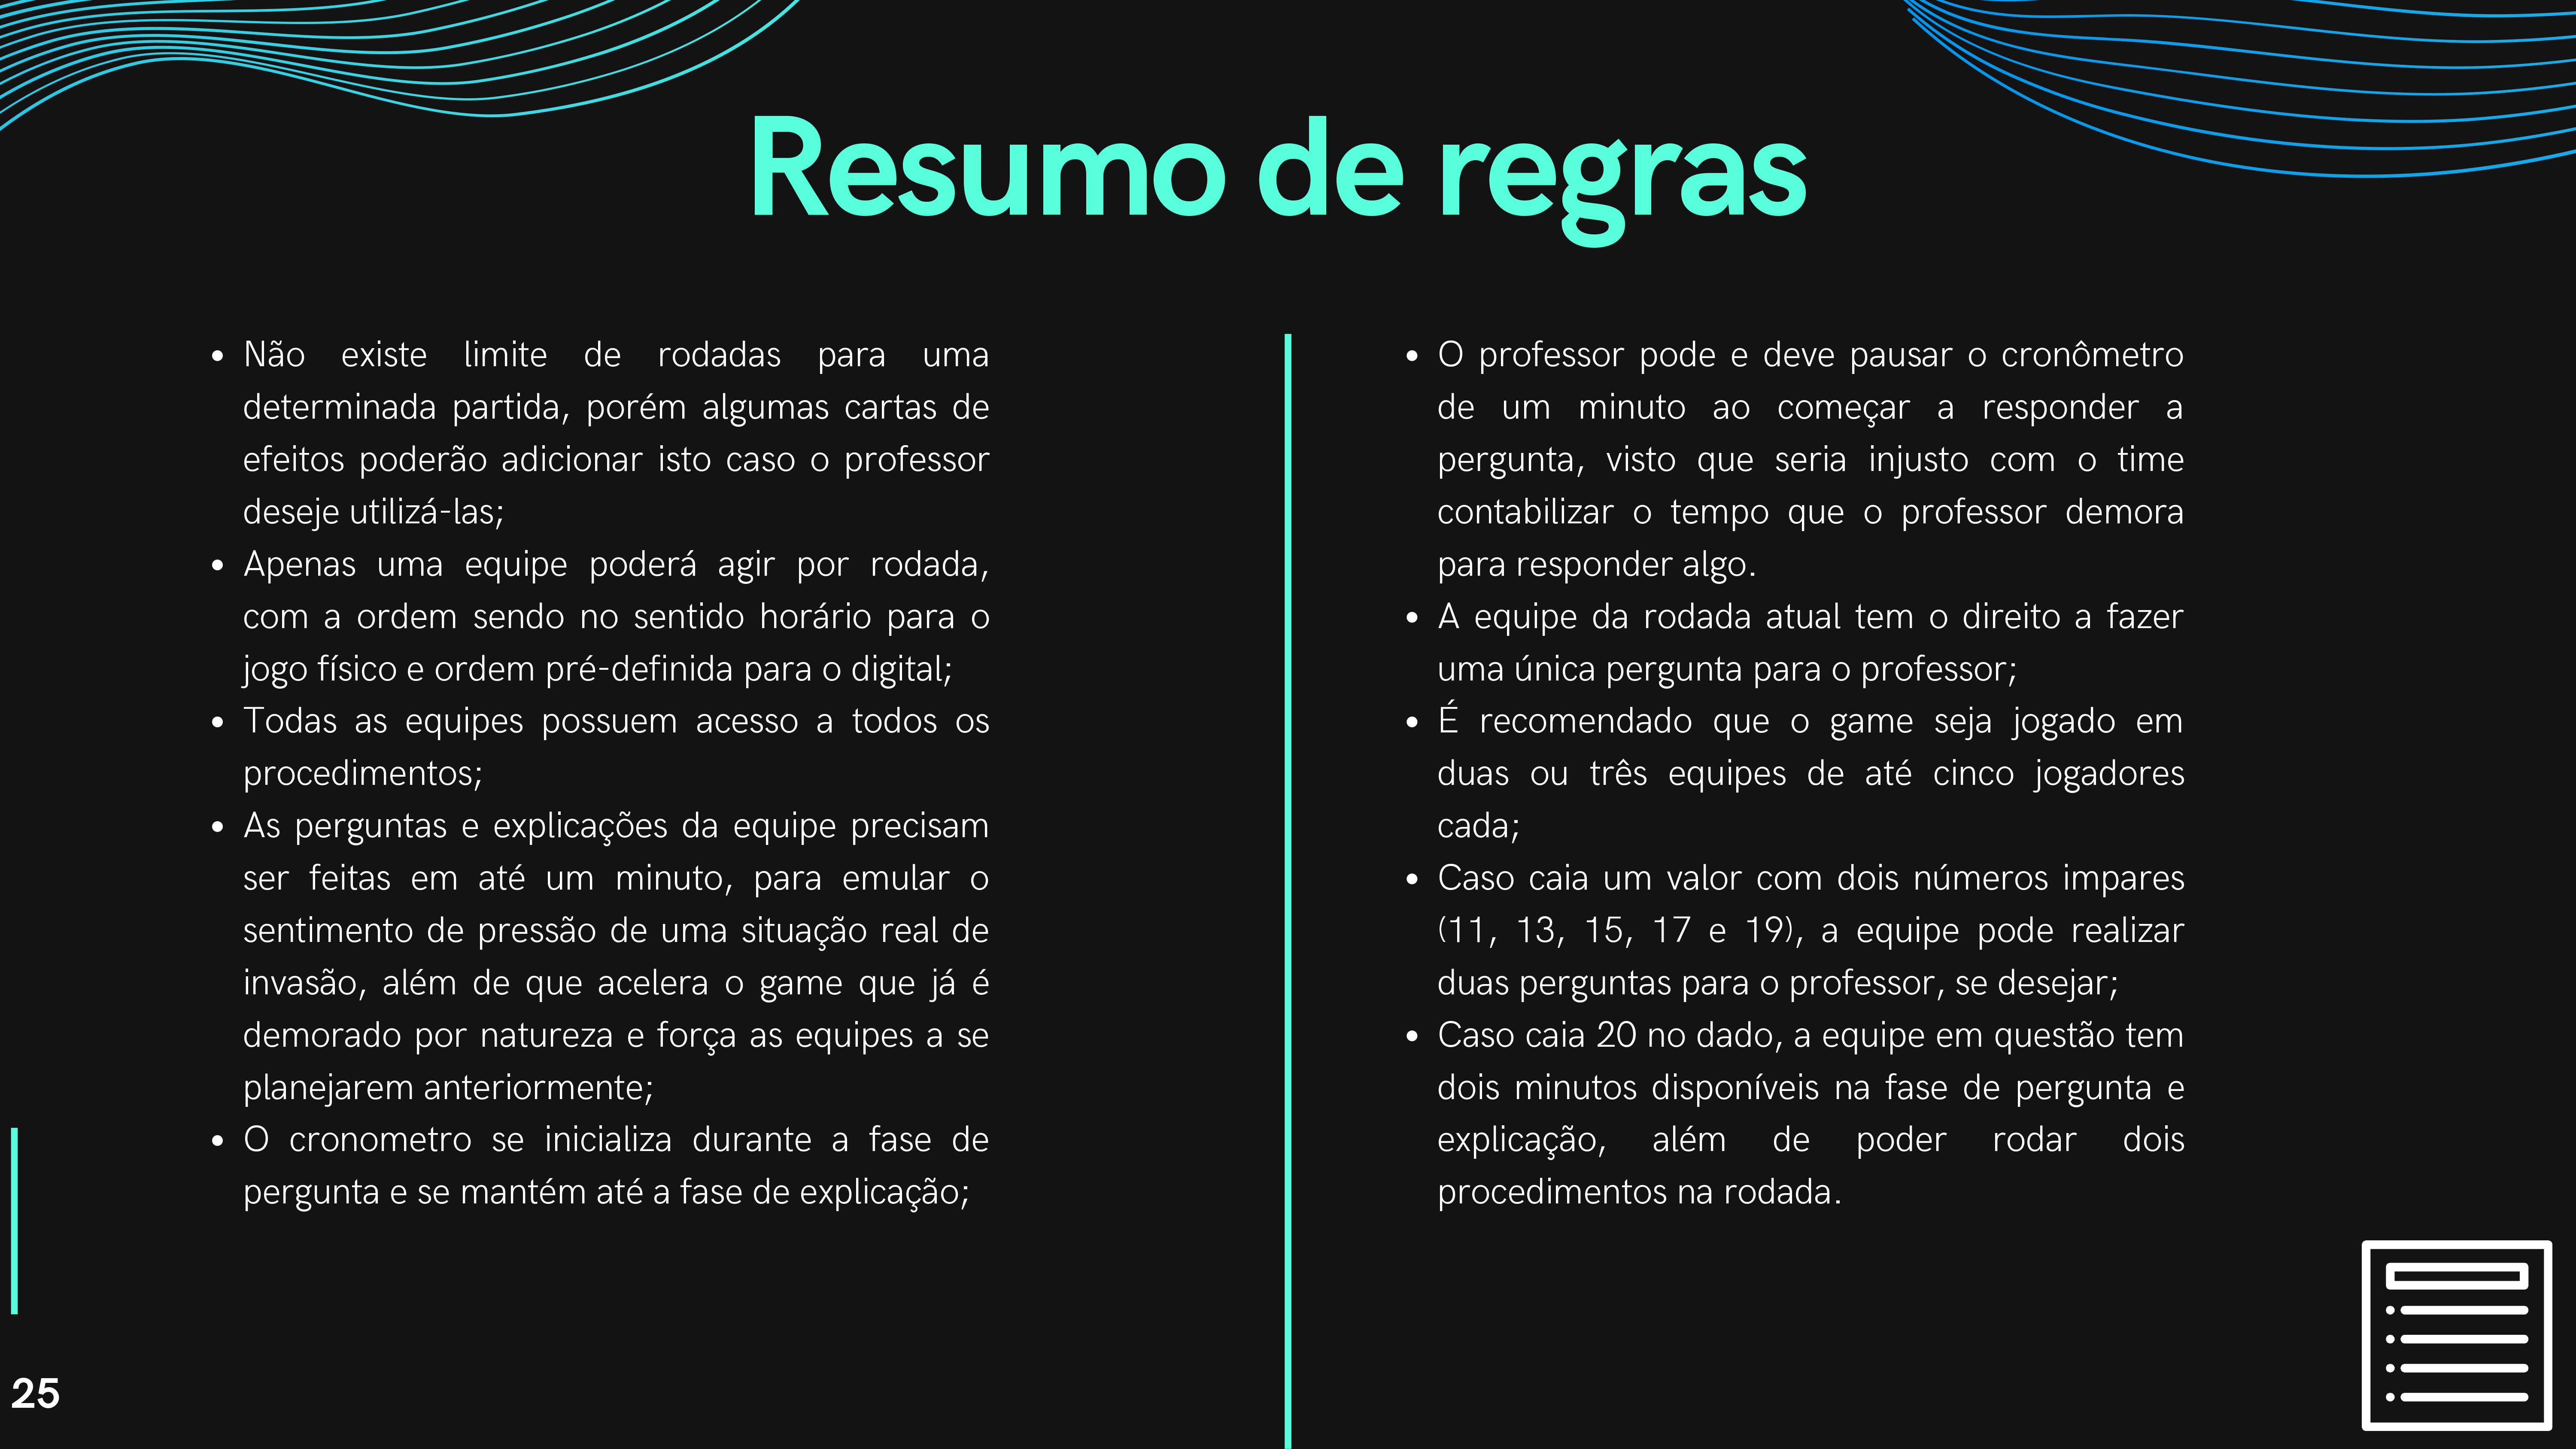 Resumo de regras
• Não existe limite de rodadas para uma
determinada partida, porém algumas cartas de
efeitos poderão adicionar isto caso o professor
deseje utilizá-las;
• Apenas uma equipe poderá agir por rodada,
com a ordem sendo no sentido horário para o
jogo físico e ordem pré-definida para o digital;
• Todas as equipes possuem acesso a todos os
procedimentos;
• As perguntas e explicações da equipe precisam
ser feitas em até um minuto, para emular o
sentimento de pressão de uma situação real de
invasão, além de que acelera o game que já é
demorado por natureza e força as equipes a se
planejarem anteriormente;
• O cronometro se inicializa durante a fase de
pergunta e se mantém até a fase de explicação;
• O professor pode e deve pausar o cronômetro
de um minuto ao começar a responder a
pergunta, visto que seria injusto com o time
contabilizar o tempo que o professor demora
para responder algo.
• A equipe da rodada atual tem o direito a fazer
uma única pergunta para o professor;
• É recomendado que o game seja jogado em
duas ou três equipes de até cinco jogadores
cada;
• Caso caia um valor com dois números impares
(11, 13, 15, 17 e 19), a equipe pode realizar
duas perguntas para o professor, se desejar;
• Caso caia 20 no dado, a equipe em questão tem
dois minutos disponíveis na fase de pergunta e
explicação, além de poder rodar dois
procedimentos na rodada.
25